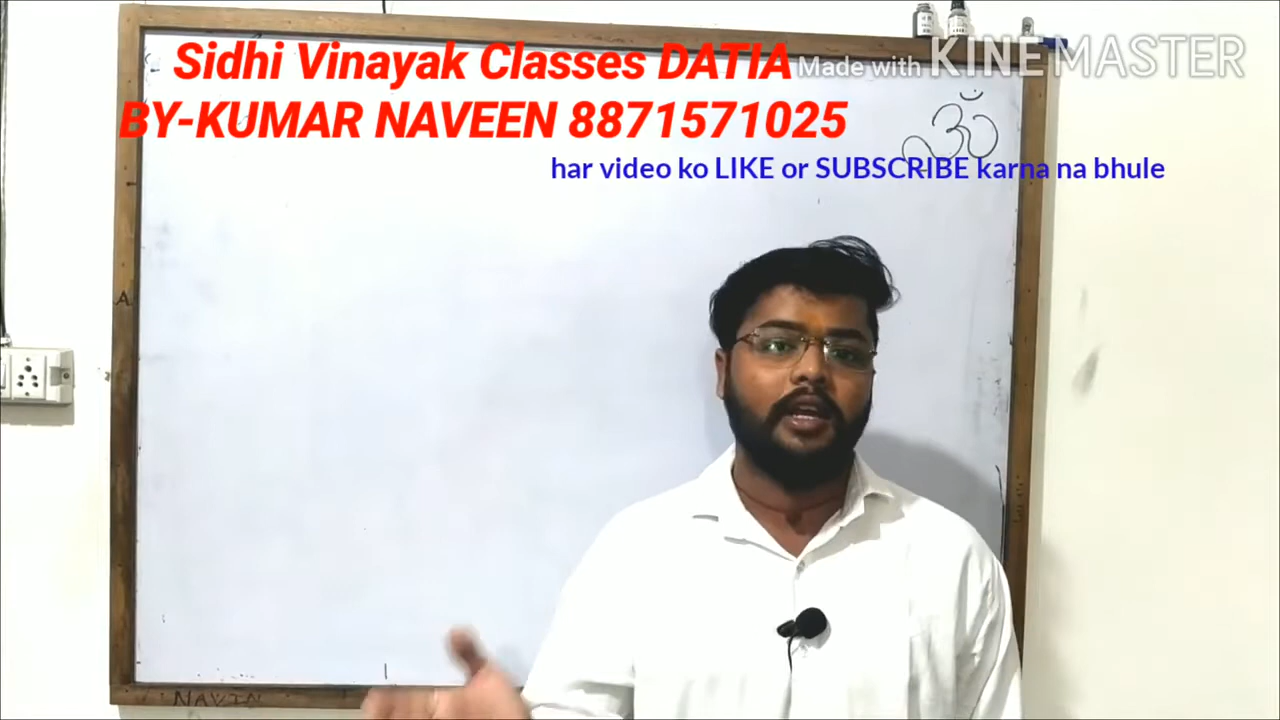 Sidhi Vinayak Classes DATIA
Made with KINEMASTER
BY-KUMAR NAVEEN 8871571025
ॐ
har video ko LIKE or SUBSCRIBE karna na bhule
A
NAVIN